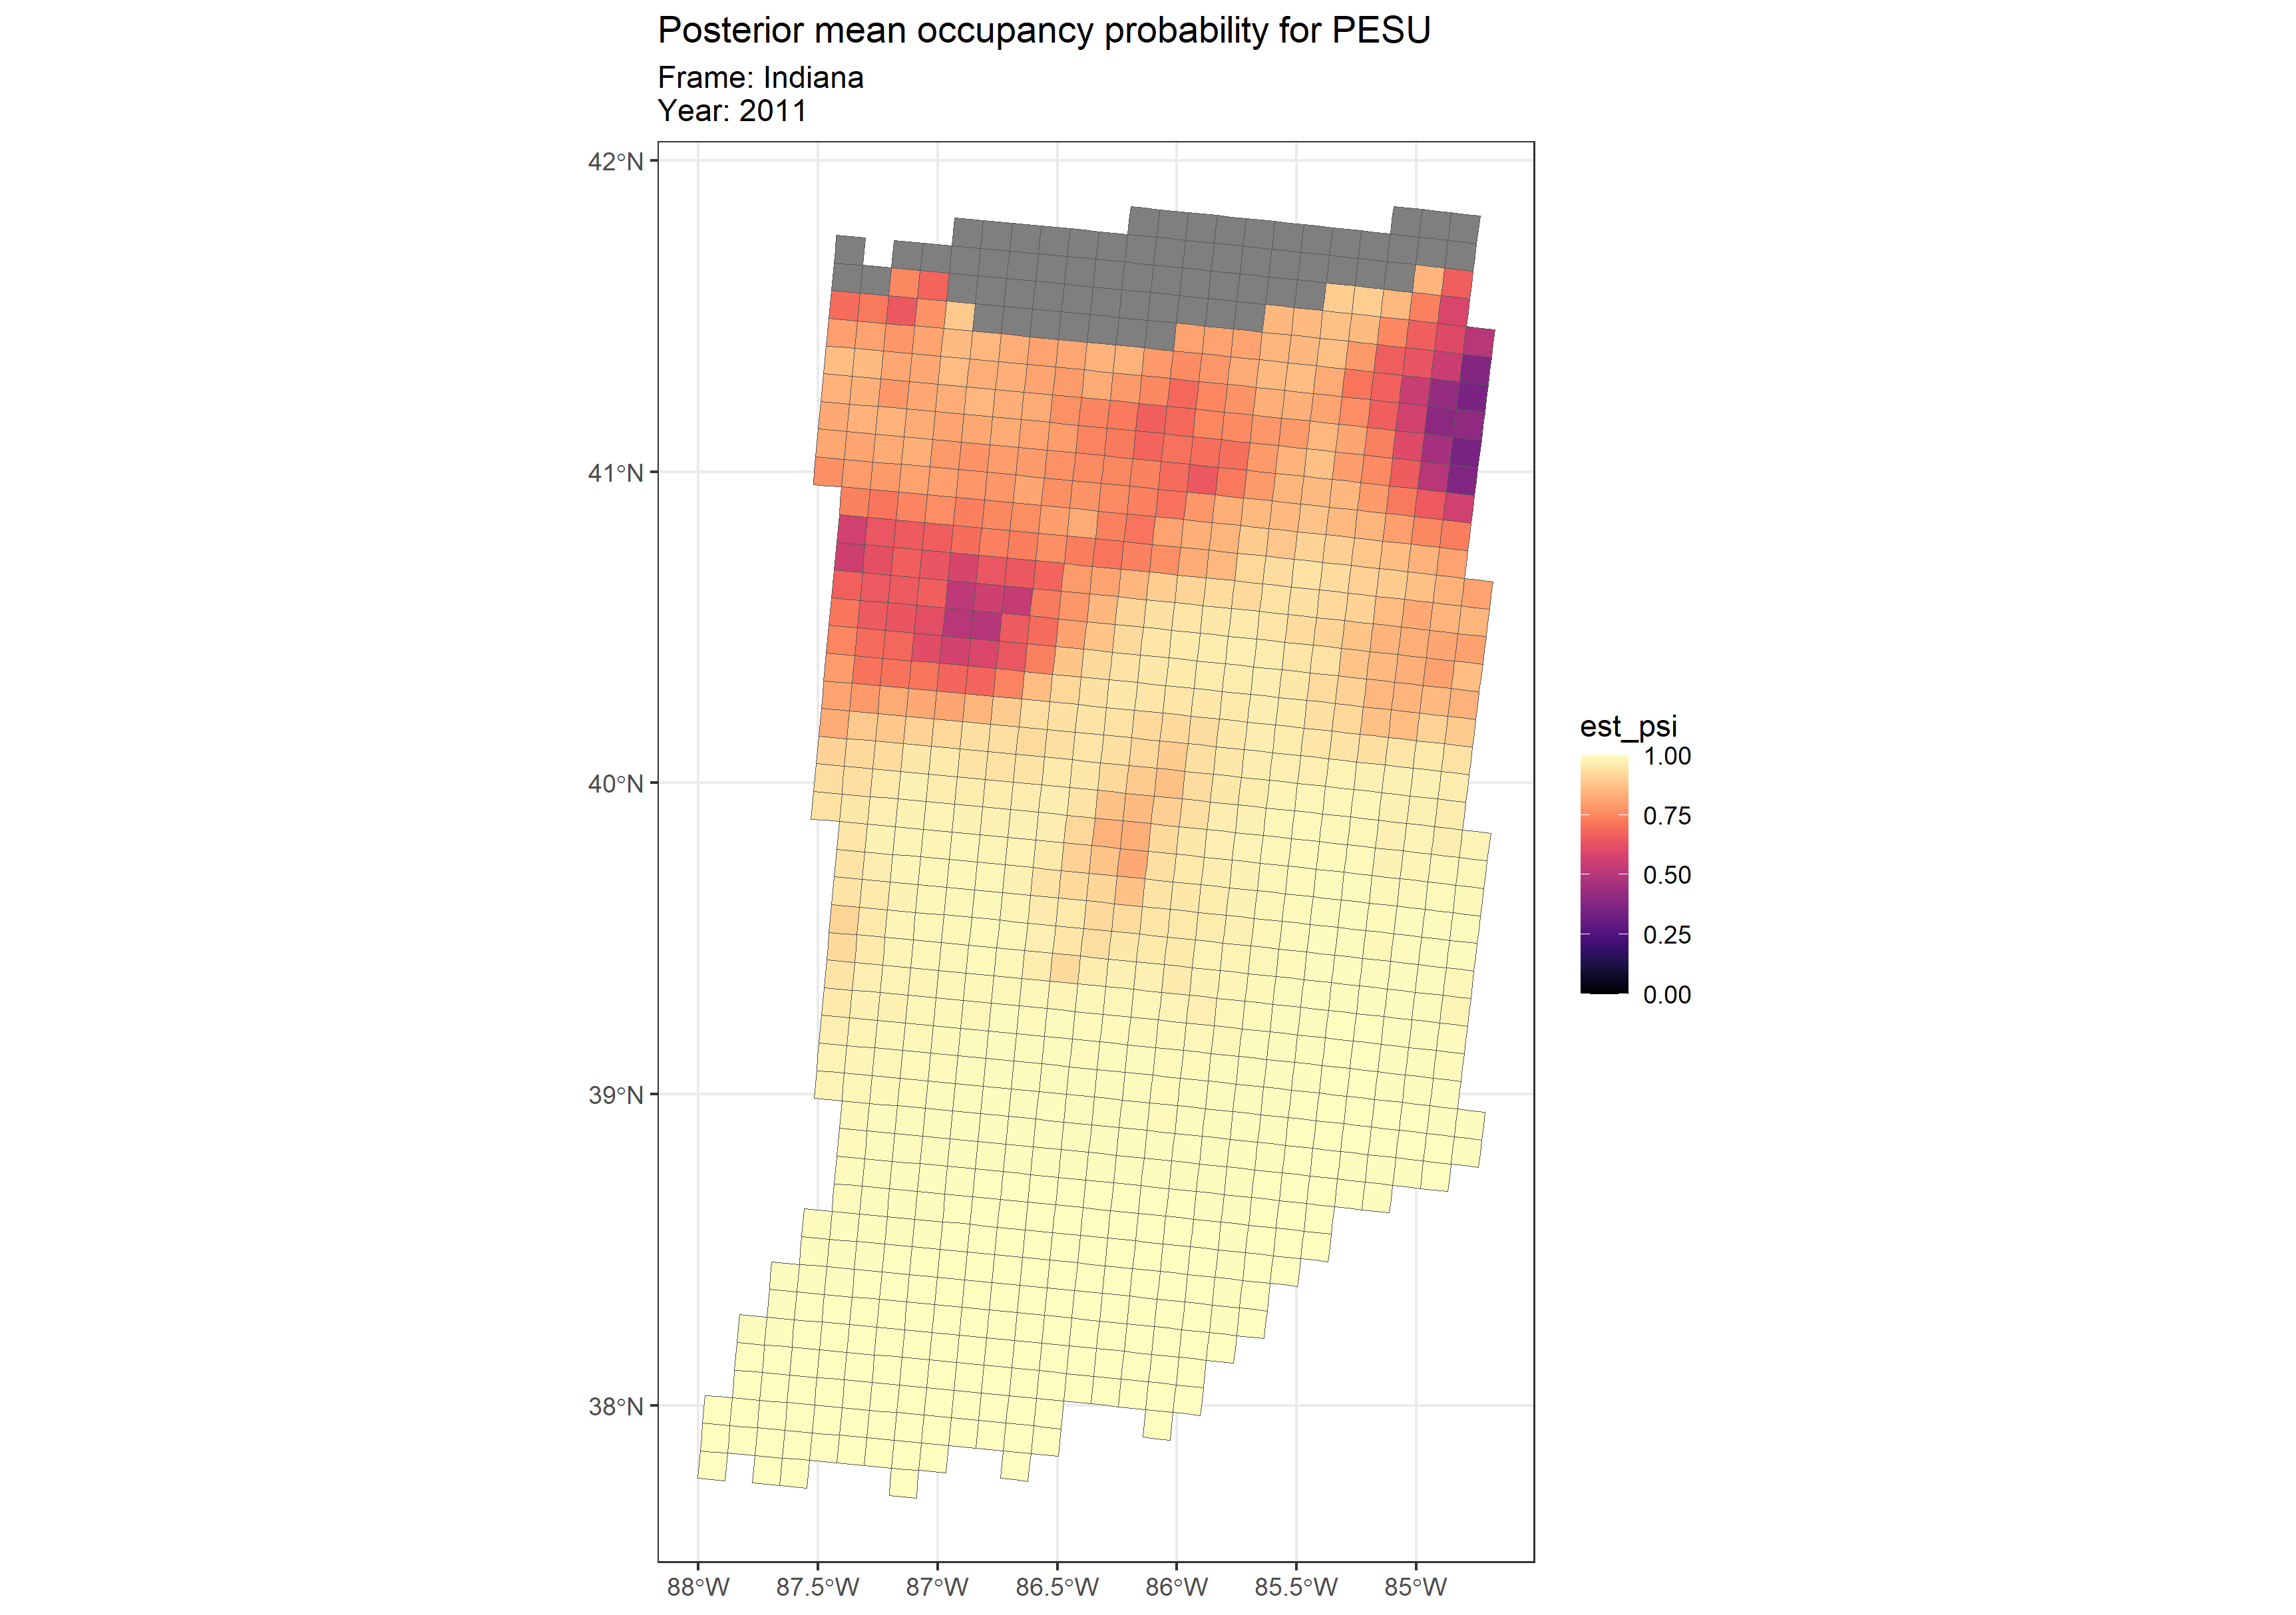 Posterior mean occupancy probability for PESU
Frame: Indiana
Year: 2011
42°N
41°N
40°N
39°N
38°N
88°W
87.5°W
87°W
86.5°W
86°W
85.5°W
85°W
est_psi
1.00
0.75
0.50
0.25
0.00